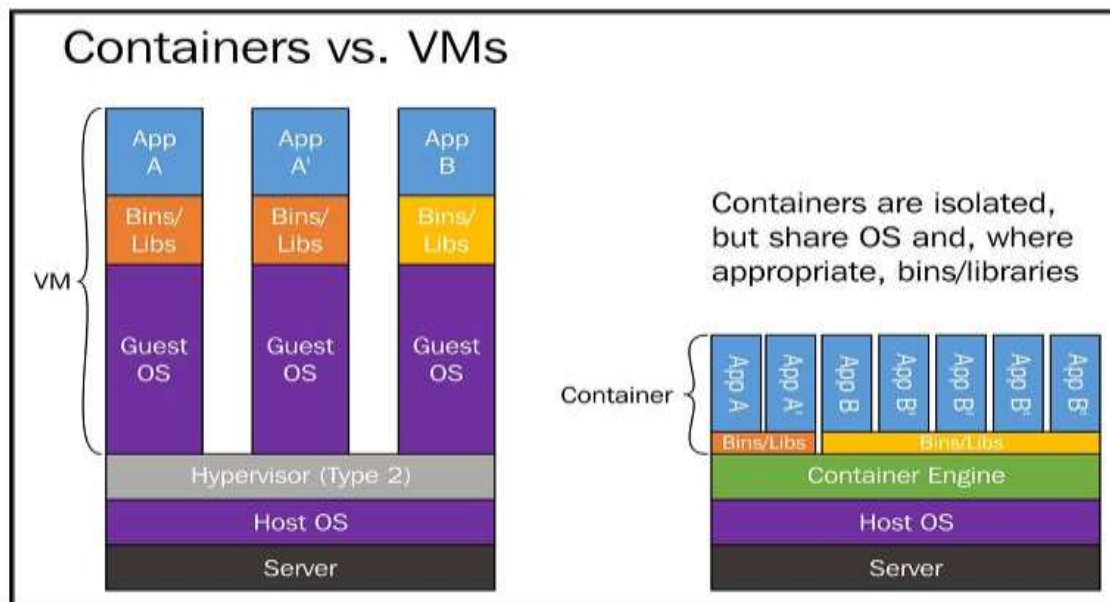 Containers vs. VMs
App
A
Bins/
Libs
Guest
OS
App
A'
Bins/
Libs
Guest
OS
App
B
Bins/
Libs
Guest
OS
VM
Hypervisor (Type 2)
Host OS
Server
Containers are isolated,
but share OS and, where
appropriate, bins/libraries
Container
App A
App A'
App B
App B'
App B'
App B'
App B'
Bins/Libs
Bins/Libs
Container Engine
Host OS
Server